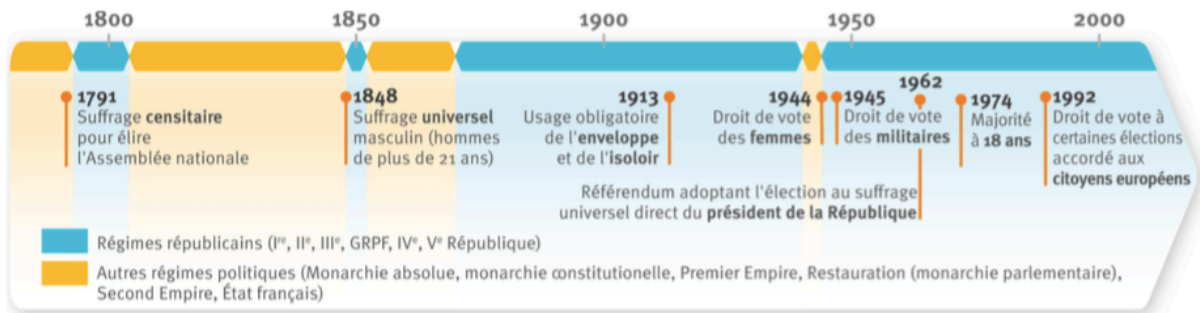 1800
1850
1900
1950
2000
1791
Suffrage censitaire
pour élire
l'Assemblée nationale
1848
Suffrage universel
masculin (hommes
de plus de 21 ans)
1913
Usage obligatoire
de l'enveloppe
et de l'isoloir
1944
Droit de vote
des femmes
1945
Droit de vote
des militaires
1962
Référendum adoptant l'élection au suffrage
universel direct du président de la République
1974
Majorité
à 18 ans
1992
Droit de vote à
certaines élections
accordé aux
citoyens européens
Régimes républicains (Iʳᵉ, IIᵉ, IIIᵉ, GRPF, IVᵉ, Vᵉ République)
Autres régimes politiques (Monarchie absolue, monarchie constitutionnelle, Premier Empire, Restauration (monarchie parlementaire),
Second Empire, État français)